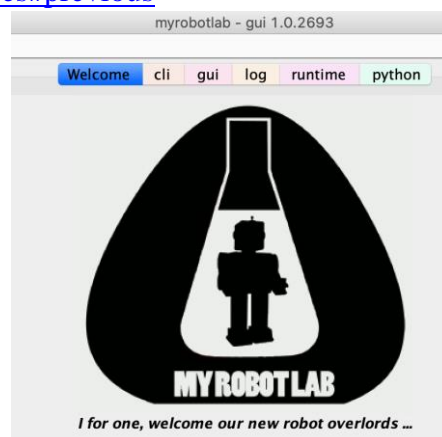 myrobotlab - gui 1.0.2693
Welcome cli gui log runtime python
MYROBOTLAB
I for one, welcome our new robot overlords ...